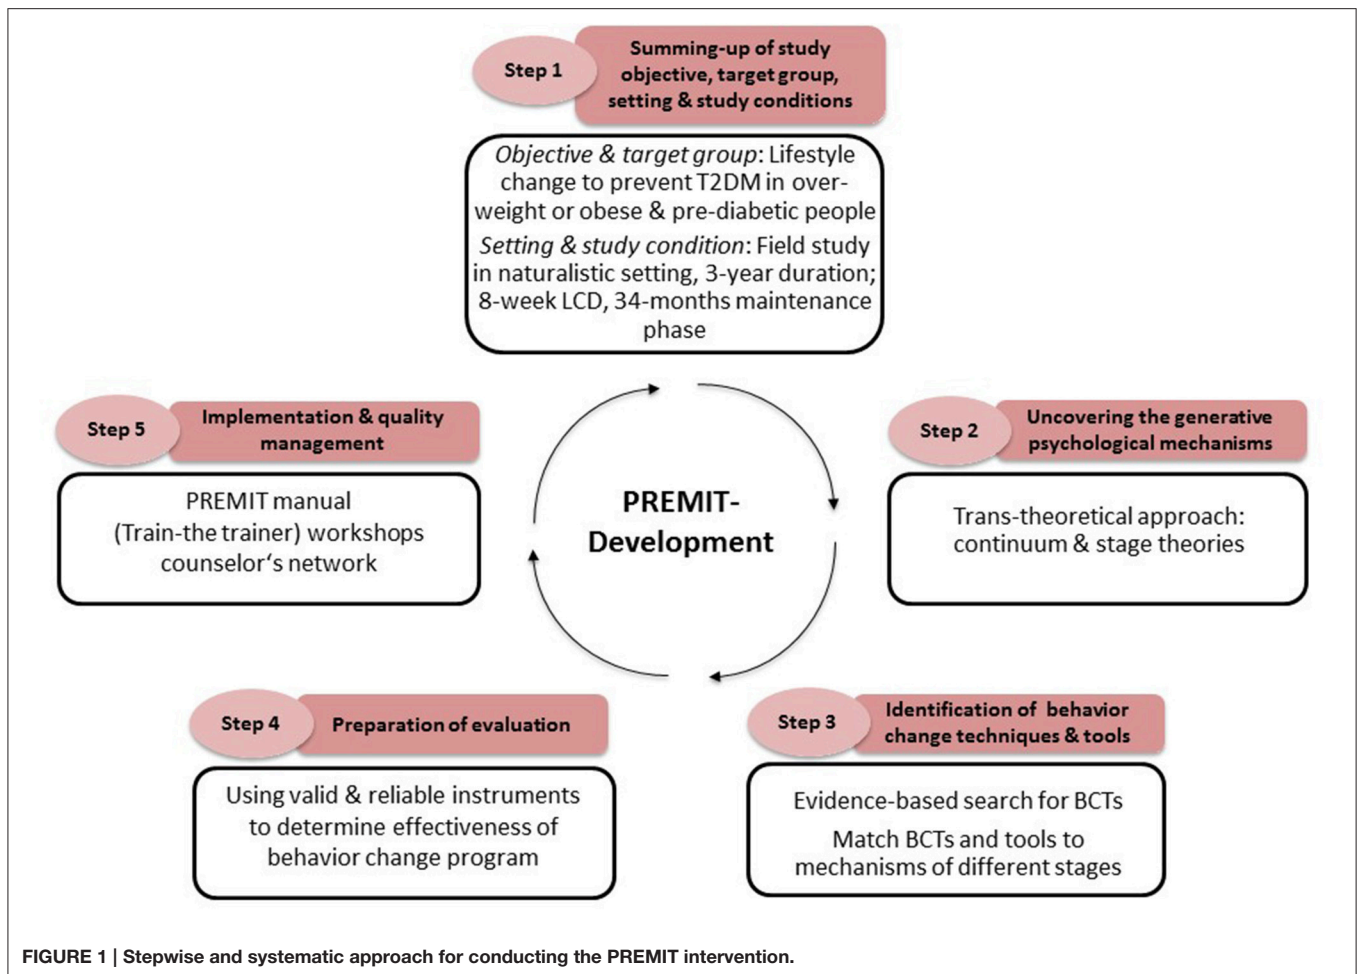 Step 1
Summing-up of study
objective, target group,
setting & study conditions
Objective & target group: Lifestyle
change to prevent T2DM in over-
weight or obese & pre-diabetic people
Setting & study condition: Field study
in naturalistic setting, 3-year duration;
8-week LCD, 34-months maintenance
phase
Step 2
Uncovering the generative
psychological mechanisms
Trans-theoretical approach:
continuum & stage theories
Step 3
Identification of behavior
change techniques & tools
Evidence-based search for BCTs
Match BCTs and tools to
mechanisms of different stages
Step 4
Preparation of evaluation
Using valid & reliable instruments
to determine effectiveness of
behavior change program
Step 5
Implementation & quality
management
PREMIT manual
(Train-the trainer) workshops
counselor‘s network
PREMIT-
Development
FIGURE 1 | Stepwise and systematic approach for conducting the PREMIT intervention.